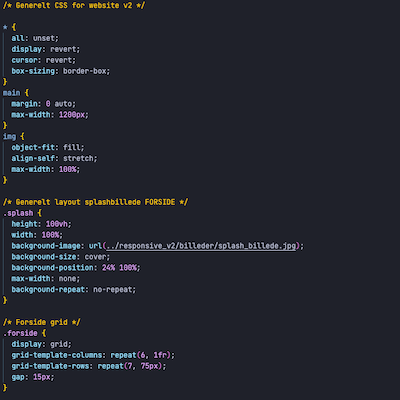 /* Generelt CSS for website v2 */
* {
all: unset;
display: revert;
cursor: revert;
box-sizing: border-box;
}
main {
margin: 0 auto;
max-width: 1200px;
}
img {
object-fit: fill;
align-self: stretch;
max-width: 100%;
}
/* Generelt layout splashbillede FORSIDE */
.splash {
height: 100vh;
width: 100%;
background-image: url(../responsive_v2/billeder/splash_billede.jpg);
background-size: cover;
background-position: 24% 100%;
max-width: none;
background-repeat: no-repeat;
}
/* Forside grid */
.forside {
display: grid;
grid-template-columns: repeat(6, 1fr);
grid-template-rows: repeat(7, 75px);
gap: 15px;
}